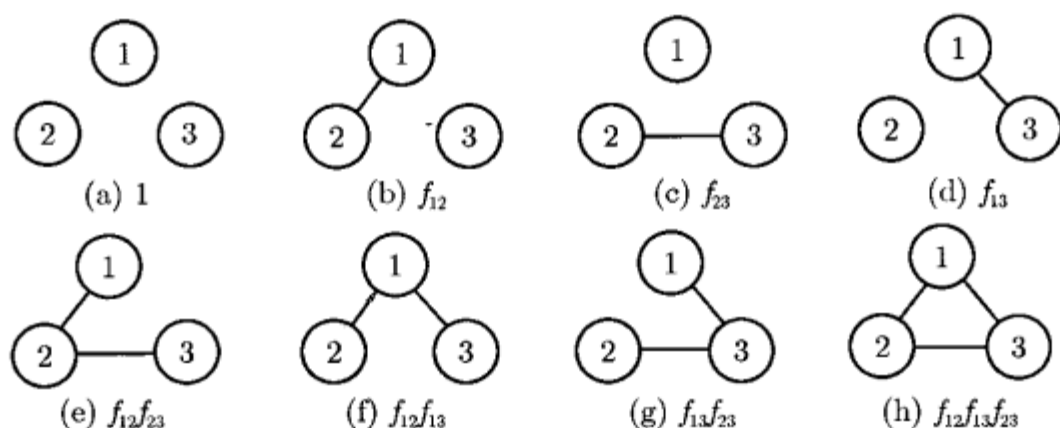 1 1 1 1
2 3 2 3 2 3 2 3
(a) 1 (b) f₁₂ (c) f₂₃ (d) f₁₃
1 1 1 1
2 3 2 3 2 3 2 3
(e) f₁₂f₂₃ (f) f₁₂f₁₃ (g) f₁₃f₂₃ (h) f₁₂f₁₃f₂₃